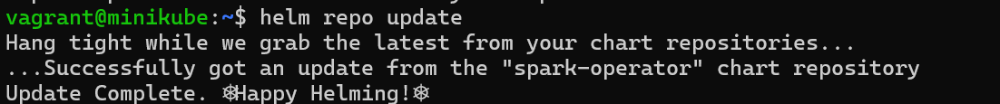 vagrant@minikube:~$ helm repo update
Hang tight while we grab the latest from your chart repositories...
...Successfully got an update from the "spark-operator" chart repository
Update Complete. ⎈Happy Helming!⎈